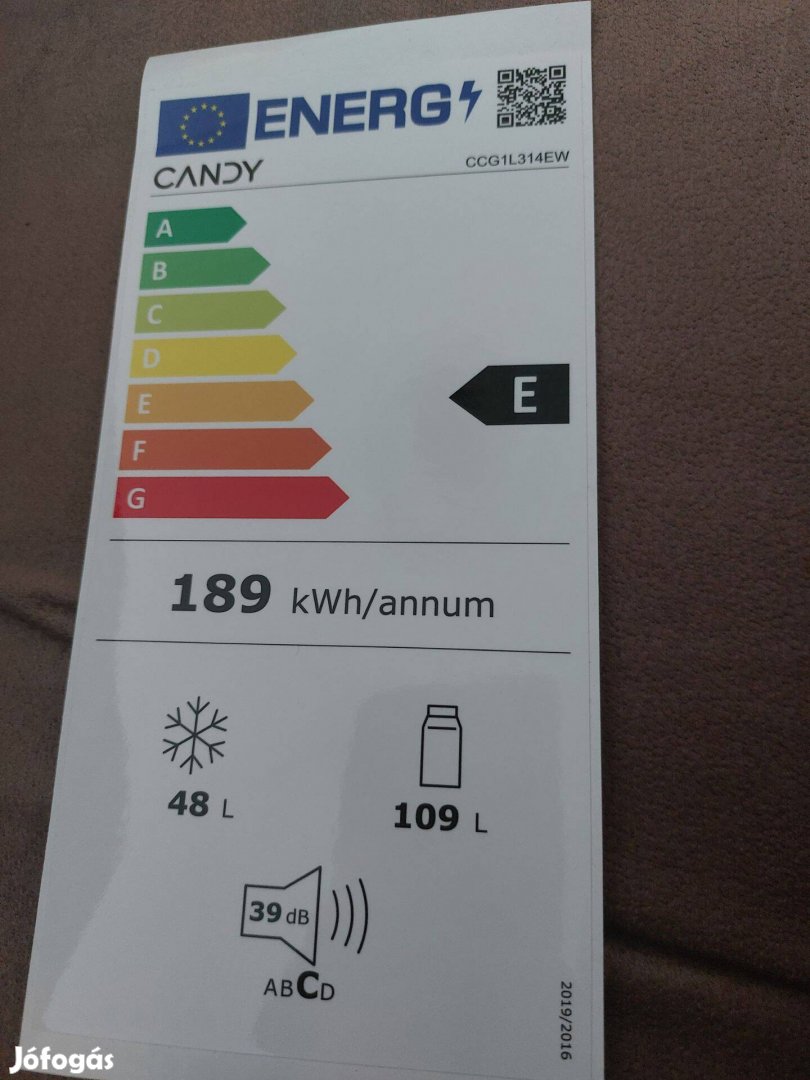 ENERG
CANDY
CCG1L314EW
A
B
C
D
E
F
G
E
189 kWh/annum
48 L
109 L
39 dB
ABCD
2019/2016
Jófogás